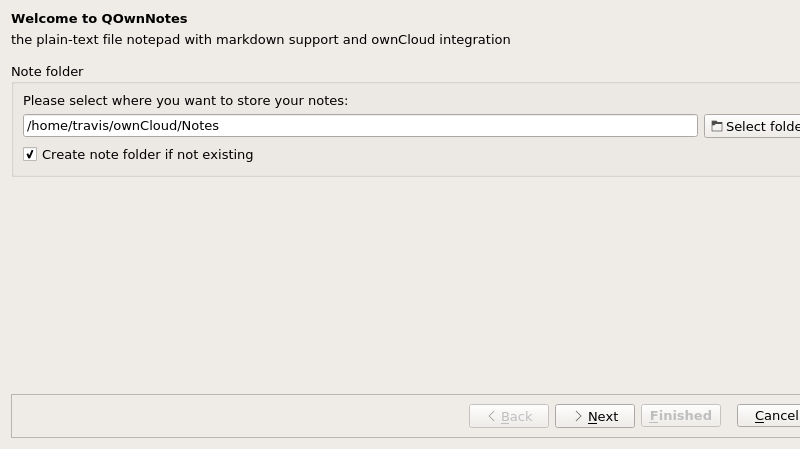 Welcome to QOwnNotes
the plain-text file notepad with markdown support and ownCloud integration
Note folder
Please select where you want to store your notes:
/home/travis/ownCloud/Notes
Select folde
Create note folder if not existing
Back
Next
Finished
Cancel